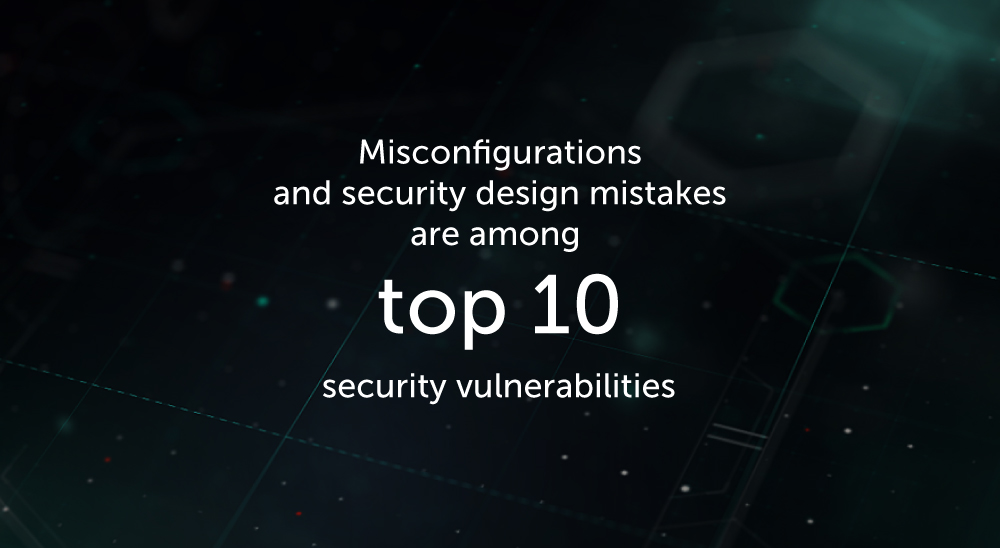 Misconfigurations
and security design mistakes
are among
top 10
security vulnerabilities